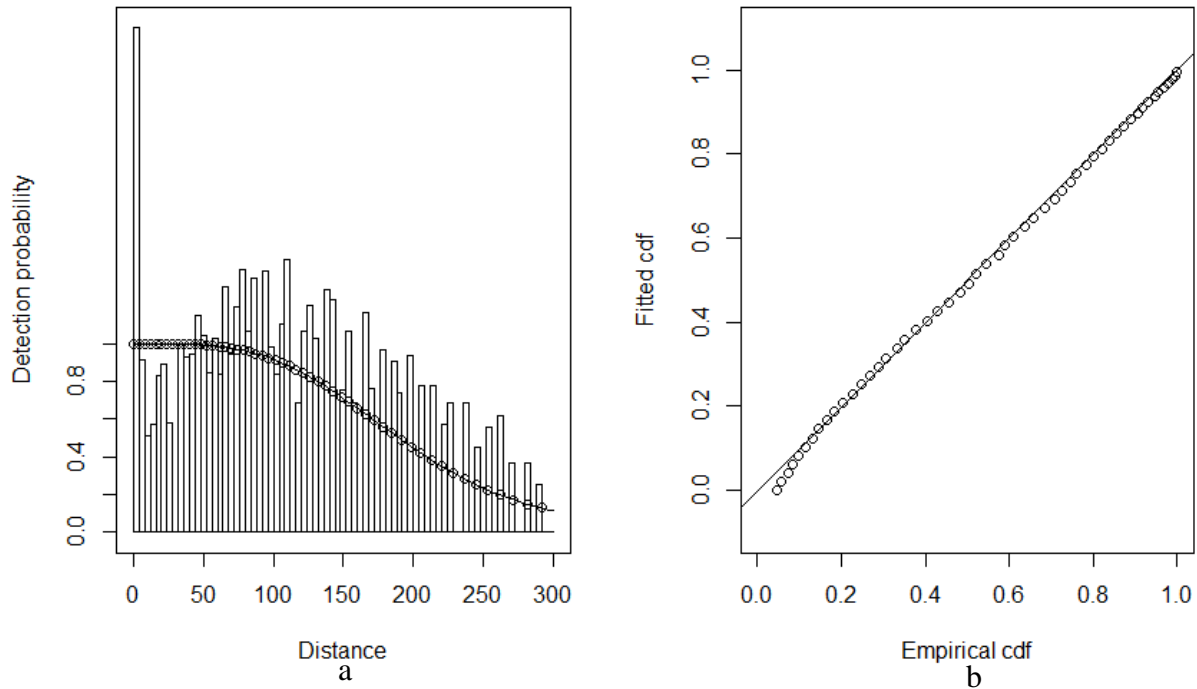 Detection probability
0.0 0.4 0.8
0 50 100 150 200 250 300
Distance
a
Fitted cdf
0.0 0.2 0.4 0.6 0.8 1.0
0.0 0.2 0.4 0.6 0.8 1.0
Empirical cdf
b